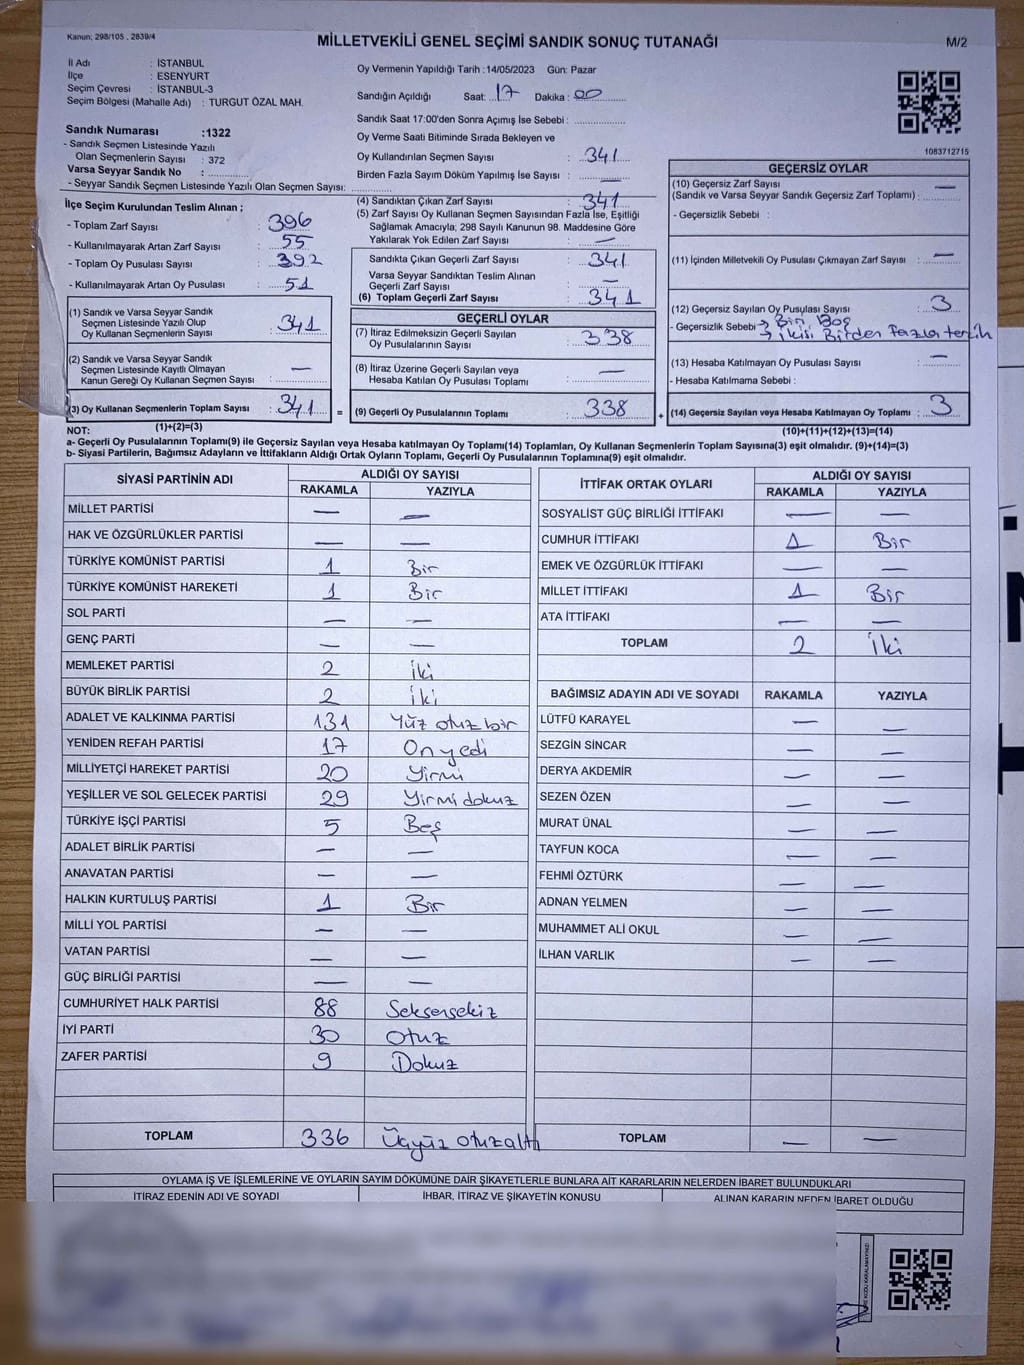 Kanun: 298/105 , 2839/4
MİLLETVEKİLİ GENEL SEÇİMİ SANDIK SONUÇ TUTANAĞI
M/2
İl Adı : İSTANBUL
İlçe : ESENYURT
Seçim Çevresi : İSTANBUL-3
Seçim Bölgesi (Mahalle Adı) : TURGUT ÖZAL MAH.
Sandık Numarası :1322
- Sandık Seçmen Listesinde Yazılı
Olan Seçmenlerin Sayısı : 372
Varsa Seyyar Sandık No :
- Seyyar Sandık Seçmen Listesinde Yazılı Olan Seçmen Sayısı:
Oy Vermenin Yapıldığı Tarih :14/05/2023 Gün: Pazar
Sandığın Açıldığı Saat: 17 Dakika : 00
Sandık Saat 17:00'den Sonra Açımış İse Sebebi :
Oy Verme Saati Bitiminde Sırada Bekleyen ve
Oy Kullandırılan Seçmen Sayısı : 341
Birden Fazla Sayım Döküm Yapılmış İse Sayısı : —
1083712715
İlçe Seçim Kurulundan Teslim Alınan :
- Toplam Zarf Sayısı : 396
- Kullanılmayarak Artan Zarf Sayısı : 55
- Toplam Oy Pusulası Sayısı : 392
- Kullanılmayarak Artan Oy Pusulası : 51
(1) Sandık ve Varsa Seyyar Sandık
Seçmen Listesinde Yazılı Olup
Oy Kullanan Seçmenlerin Sayısı : 341
(2) Sandık ve Varsa Seyyar Sandık
Seçmen Listesinde Kayıtlı Olmayan
Kanun Gereği Oy Kullanan Seçmen Sayısı : —
(3) Oy Kullanan Seçmenlerin Toplam Sayısı : 341
(1)+(2)=(3)
(4) Sandıktan Çıkan Zarf Sayısı : 341
(5) Zarf Sayısı Oy Kullanan Seçmen Sayısından Fazla İse, Eşitliği
Sağlamak Amacıyla; 298 Sayılı Kanunun 98. Maddesine Göre
Yakılarak Yok Edilen Zarf Sayısı : —
Sandıkta Çıkan Geçerli Zarf Sayısı : 341
Varsa Seyyar Sandıktan Teslim Alınan
Geçerli Zarf Sayısı : —
(6) Toplam Geçerli Zarf Sayısı : 341
GEÇERLİ OYLAR
(7) İtiraz Edilmeksizin Geçerli Sayılan
Oy Pusulalarının Sayısı : 338
(8) İtiraz Üzerine Geçerli Sayılan veya
Hesaba Katılan Oy Pusulası Toplamı : —
= (9) Geçerli Oy Pusulalarının Toplamı : 338
GEÇERSİZ OYLAR
(10) Geçersiz Zarf Sayısı
(Sandık ve Varsa Seyyar Sandık Geçersiz Zarf Toplamı) : —
- Geçersizlik Sebebi :
(11) İçinden Milletvekili Oy Pusulası Çıkmayan Zarf Sayısı : —
(12) Geçersiz Sayılan Oy Pusulası Sayısı : 3
- Geçersizlik Sebebi → Biri Boş
→ İkisi Birden fazla tercih
(13) Hesaba Katılmayan Oy Pusulası Sayısı : —
- Hesaba Katılmama Sebebi :
+ (14) Geçersiz Sayılan veya Hesaba Katılmayan Oy Toplamı : 3
(10)+(11)+(12)+(13)=(14)
NOT:
a- Geçerli Oy Pusulalarının Toplamı(9) ile Geçersiz Sayılan veya Hesaba katılmayan Oy Toplamı(14) Toplamları, Oy Kullanan Seçmenlerin Toplam Sayısına(3) eşit olmalıdır. (9)+(14)=(3)
b- Siyasi Partilerin, Bağımsız Adayların ve İttifakların Aldığı Ortak Oyların Toplamı, Geçerli Oy Pusulalarının Toplamına(9) eşit olmalıdır.
SİYASİ PARTİNİN ADI ALDIĞI OY SAYISI
RAKAMLA YAZIYLA
MİLLET PARTİSİ — —
HAK VE ÖZGÜRLÜKLER PARTİSİ — —
TÜRKİYE KOMÜNİST PARTİSİ 1 Bir
TÜRKİYE KOMÜNİST HAREKETİ 1 Bir
SOL PARTİ — —
GENÇ PARTİ — —
MEMLEKET PARTİSİ 2 İki
BÜYÜK BİRLİK PARTİSİ 2 İki
ADALET VE KALKINMA PARTİSİ 131 Yüz otuz bir
YENİDEN REFAH PARTİSİ 17 On yedi
MİLLİYETÇİ HAREKET PARTİSİ 20 Yirmi
YEŞİLLER VE SOL GELECEK PARTİSİ 29 Yirmi dokuz
TÜRKİYE İŞÇİ PARTİSİ 5 Beş
ADALET BİRLİK PARTİSİ — —
ANAVATAN PARTİSİ — —
HALKIN KURTULUŞ PARTİSİ 1 Bir
MİLLİ YOL PARTİSİ — —
VATAN PARTİSİ — —
GÜÇ BİRLİĞİ PARTİSİ — —
CUMHURİYET HALK PARTİSİ 88 Seksensekiz
İYİ PARTİ 30 Otuz
ZAFER PARTİSİ 9 Dokuz
TOPLAM 336 Üçyüz otuzaltı
İTTİFAK ORTAK OYLARI ALDIĞI OY SAYISI
RAKAMLA YAZIYLA
SOSYALİST GÜÇ BİRLİĞİ İTTİFAKI — —
CUMHUR İTTİFAKI 1 Bir
EMEK VE ÖZGÜRLÜK İTTİFAKI — —
MİLLET İTTİFAKI 1 Bir
ATA İTTİFAKI — —
TOPLAM 2 İki
BAĞIMSIZ ADAYIN ADI VE SOYADI RAKAMLA YAZIYLA
LÜTFÜ KARAYEL — —
SEZGİN SİNCAR — —
DERYA AKDEMİR — —
SEZEN ÖZEN — —
MURAT ÜNAL — —
TAYFUN KOCA — —
FEHMİ ÖZTÜRK — —
ADNAN YELMEN — —
MUHAMMET ALİ OKUL — —
İLHAN VARLIK — —
TOPLAM — —
OYLAMA İŞ VE İŞLEMLERİNE VE OYLARIN SAYIM DÖKÜMÜNE DAİR ŞİKAYETLERLE BUNLARA AİT KARARLARIN NELERDEN İBARET BULUNDUKLARI
İTİRAZ EDENİN ADI VE SOYADI İHBAR, İTİRAZ VE ŞİKAYETİN KONUSU ALINAN KARARIN NEDEN İBARET OLDUĞU